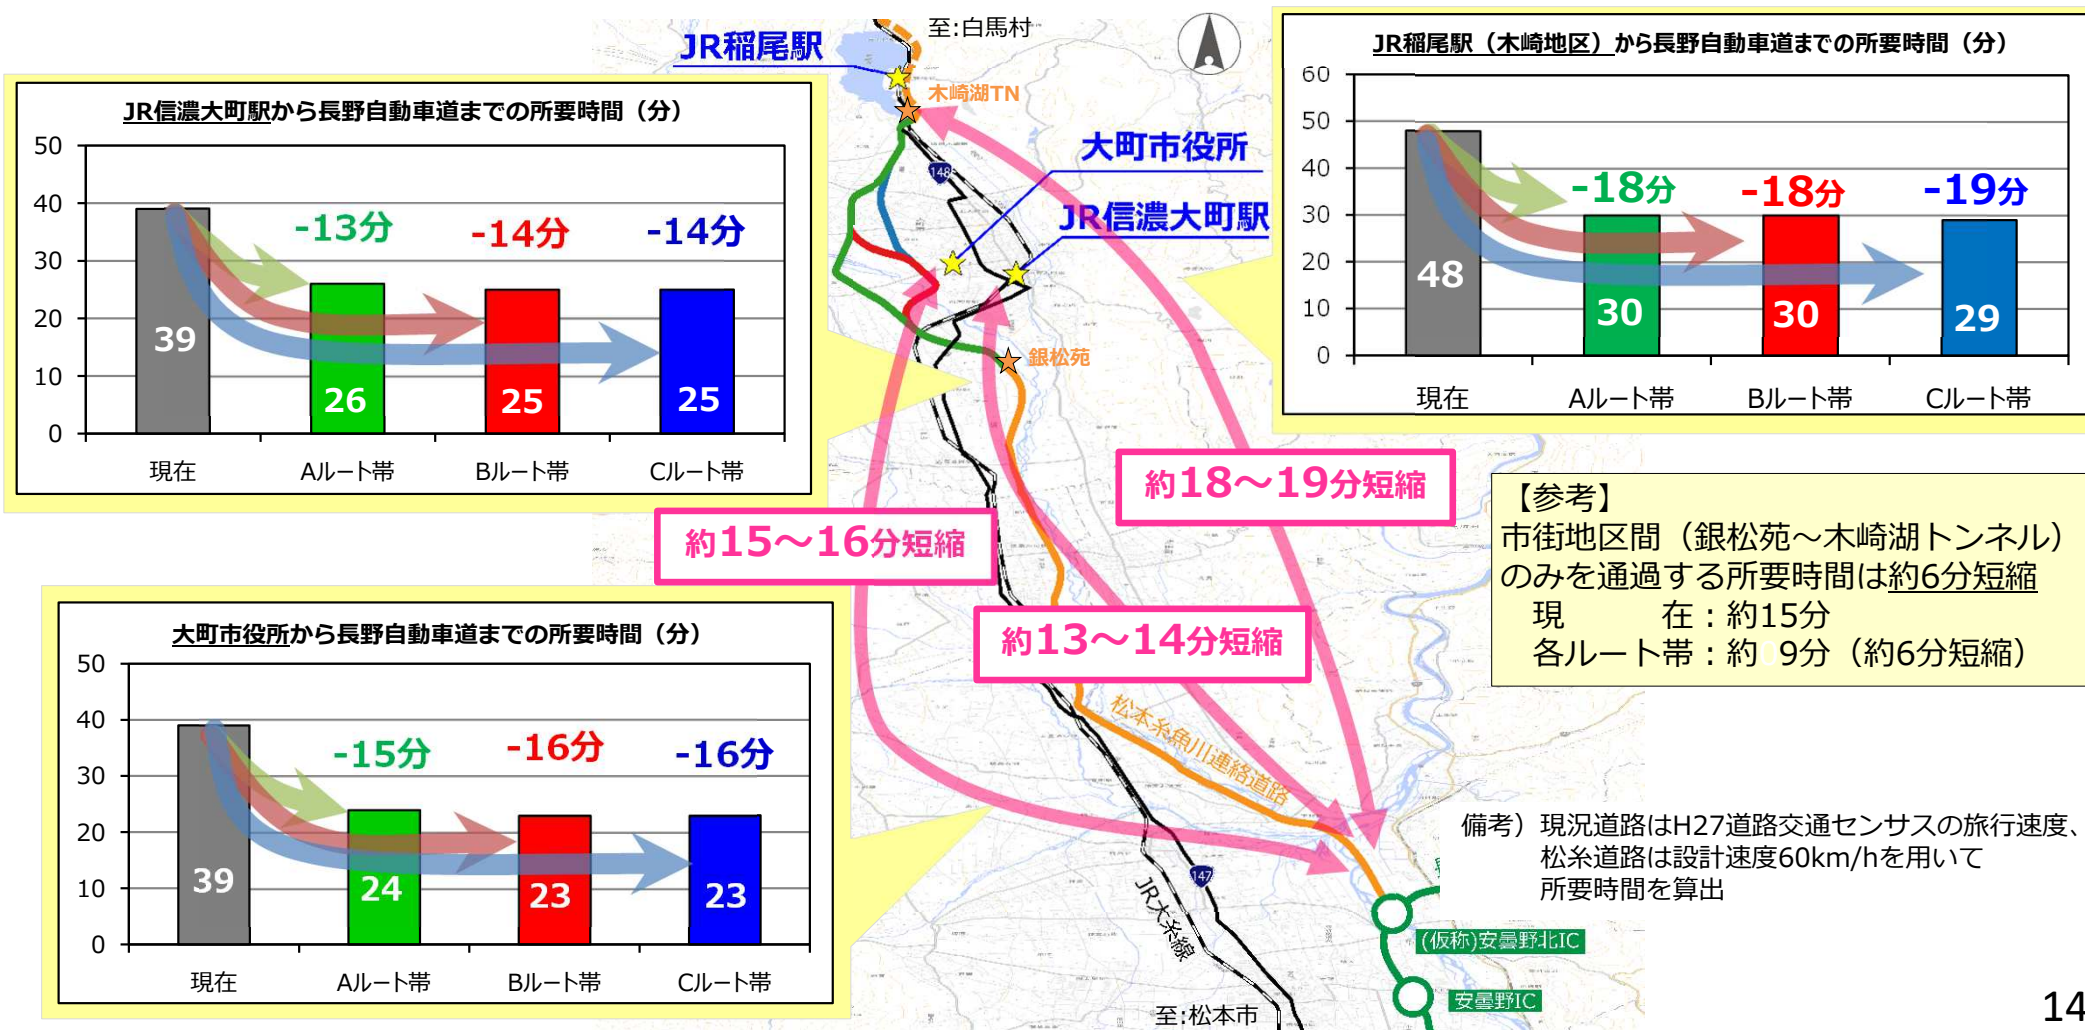 至:白馬村
JR稲尾駅
木崎湖TN
148
大町市役所
JR信濃大町駅
銀松苑
JR信濃大町駅から長野自動車道までの所要時間（分）
50
40
30
20
10
0
-13分
-14分
-14分
39
26
25
25
現在
Aルート帯
Bルート帯
Cルート帯
JR稲尾駅（木崎地区）から長野自動車道までの所要時間（分）
60
50
40
30
20
10
0
-18分
-18分
-19分
48
30
30
29
現在
Aルート帯
Bルート帯
Cルート帯
約18～19分短縮
約15～16分短縮
約13～14分短縮
【参考】
市街地区間（銀松苑～木崎湖トンネル）
のみを通過する所要時間は約6分短縮
現　　　在：約15分
各ルート帯：約09分（約6分短縮）
大町市役所から長野自動車道までの所要時間（分）
50
40
30
20
10
0
-15分
-16分
-16分
39
24
23
23
現在
Aルート帯
Bルート帯
Cルート帯
松本糸魚川連絡道路
147
JR大糸線
備考）現況道路はH27道路交通センサスの旅行速度、
松糸道路は設計速度60km/hを用いて
所要時間を算出
(仮称)安曇野北IC
安曇野IC
至:松本市
14